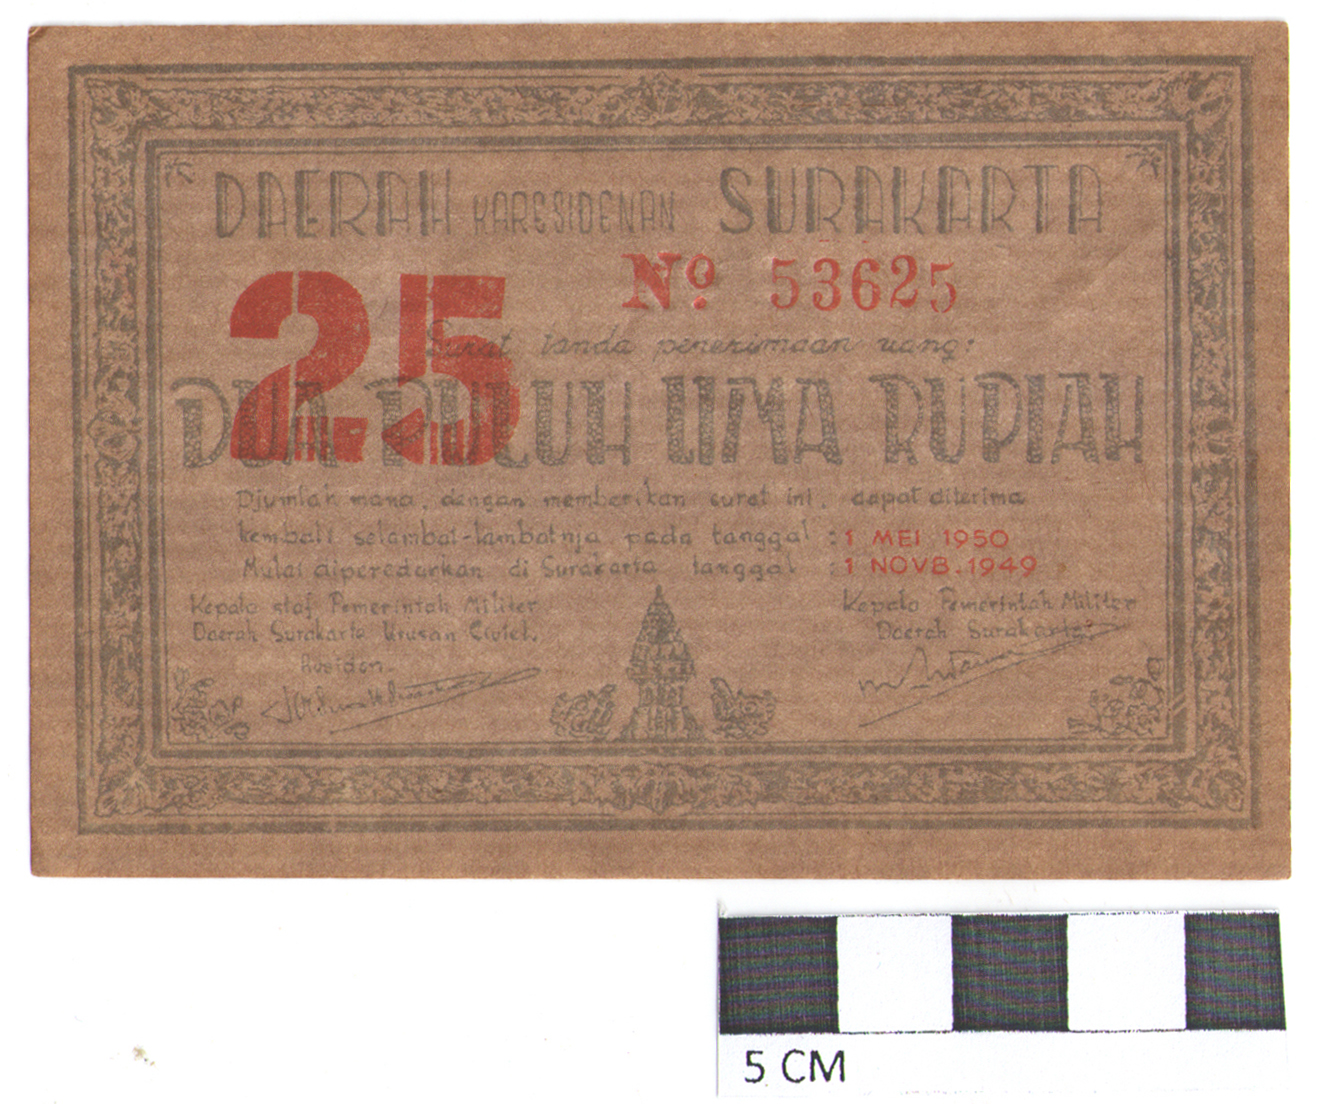 DAERAH KARESIDENAN SURAKARTA
No 53625
25
Surat tanda penerimaan uang:
DUA PULUH LIMA RUPIAH
Djumlah mana, dengan memberikan surat ini, dapat diterima
kembali selambat-lambatnja pada tanggal : 1 MEI 1950
Mulai diperedarkan di Surakarta tanggal : 1 NOVB. 1949
Kepala staf Pemerintah Militer
Daerah Surakarta Urusan Civiel.
Kepala Pemerintah Militer
Daerah Surakarta.
5 CM